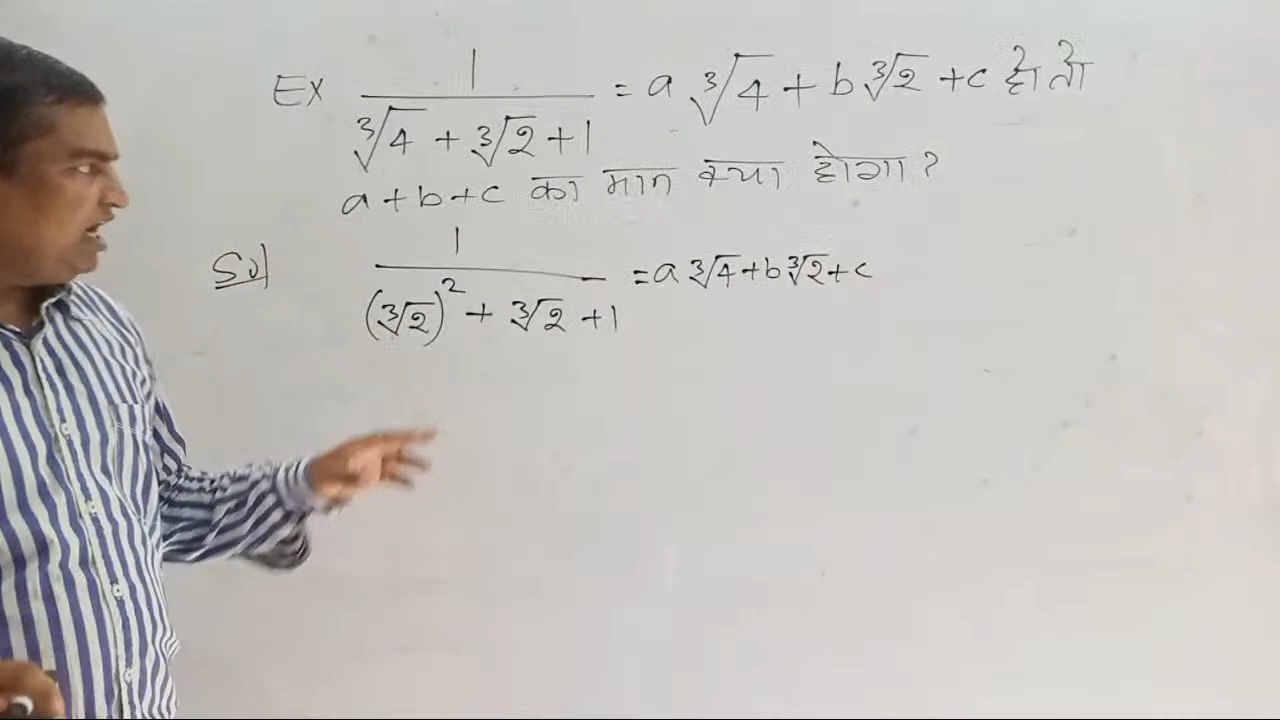 Ex 1/(∛4 + ∛2 + 1) = a ∛4 + b ∛2 + c हो तो
a + b + c का मान क्या होगा ?
Sol 1/((∛2)² + ∛2 + 1) = a ∛4 + b ∛2 + c